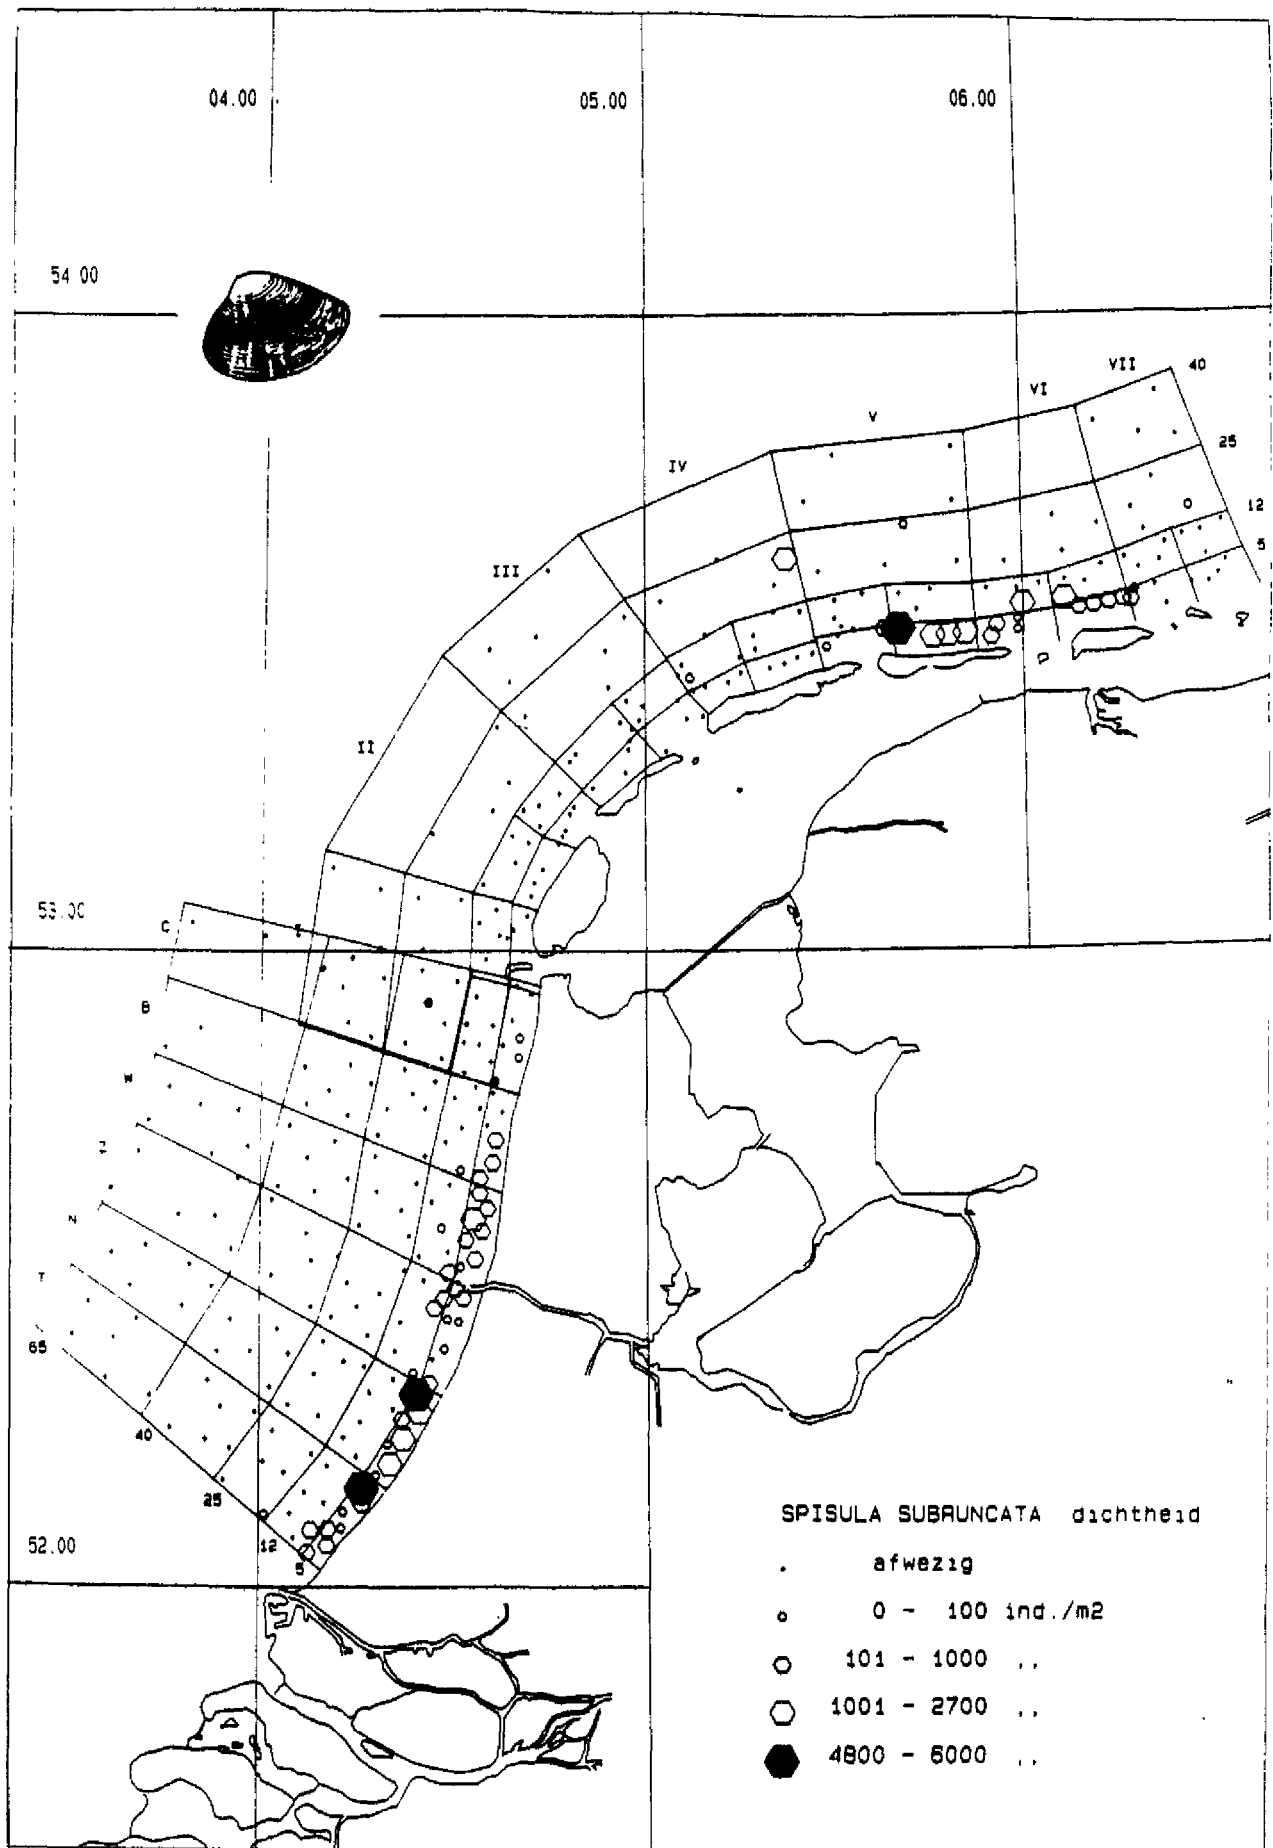 04.00 05.00 06.00
54 00
VII
40
VI
V
25
IV
12
5
III
II
53.00
C
I
B
W
Z
N
T
65
40
25
12
5
52.00
SPISULA SUBRUNCATA dichtheid
. afwezig
0 - 100 ind./m2
101 - 1000 ,,
1001 - 2700 ,,
4800 - 6000 ,,